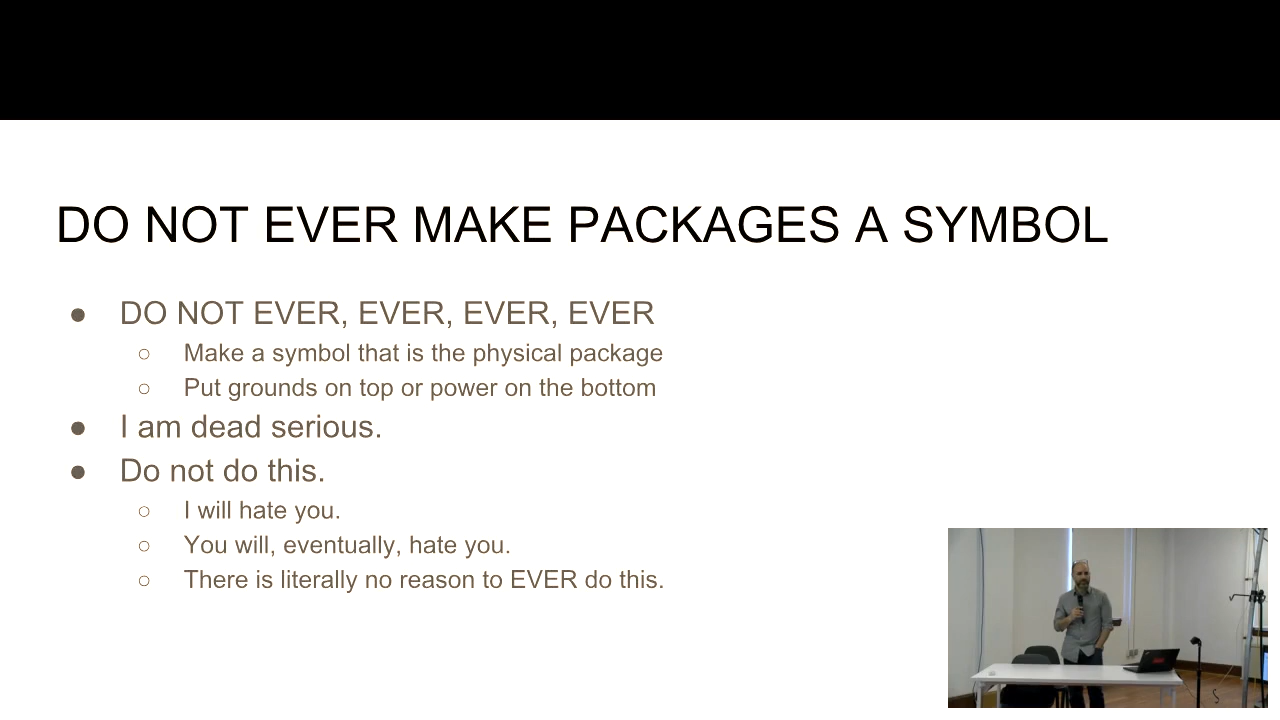 DO NOT EVER MAKE PACKAGES A SYMBOL
DO NOT EVER, EVER, EVER, EVER
Make a symbol that is the physical package
Put grounds on top or power on the bottom
I am dead serious.
Do not do this.
I will hate you.
You will, eventually, hate you.
There is literally no reason to EVER do this.